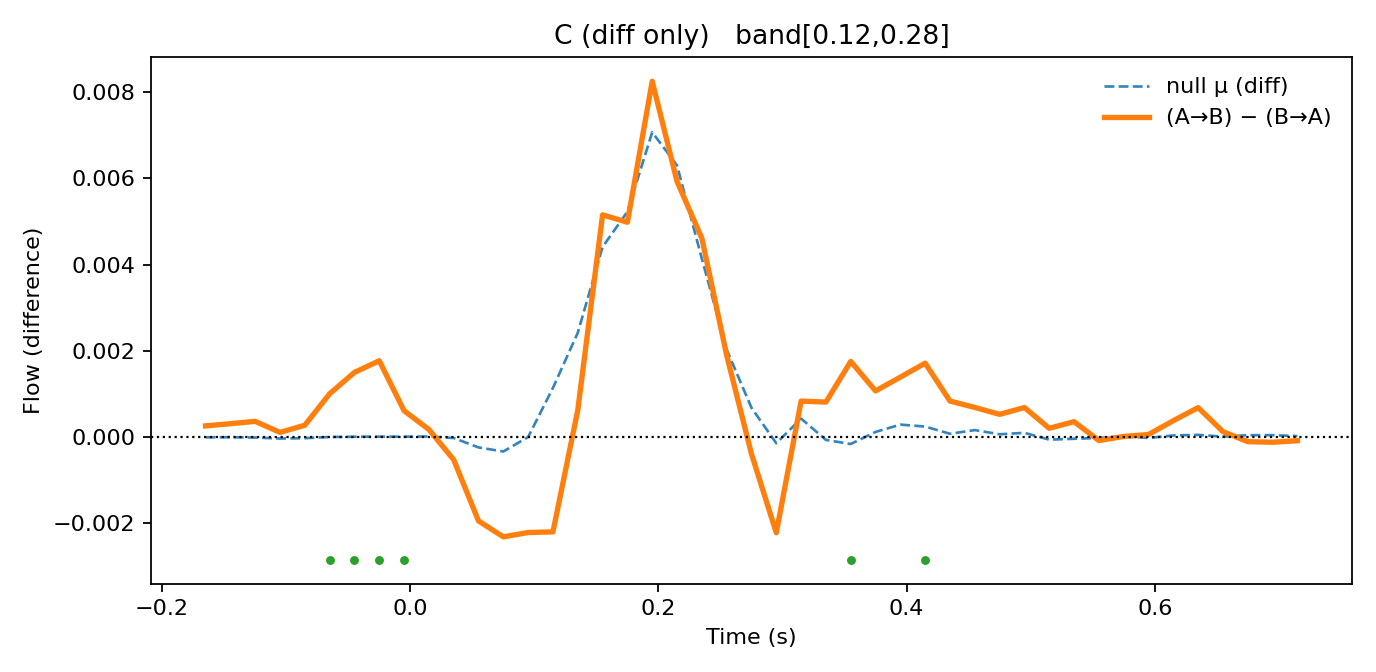 C (diff only) band[0.12,0.28]
null μ (diff)
(A→B) − (B→A)
Flow (difference)
0.008
0.006
0.004
0.002
0.000
−0.002
−0.2
0.0
0.2
0.4
0.6
Time (s)